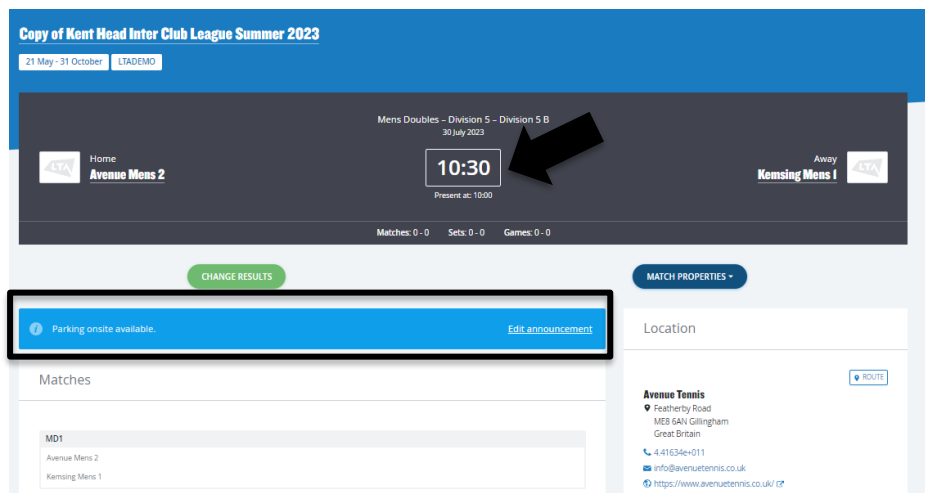 Copy of Kent Head Inter Club League Summer 2023
21 May - 31 October LTADEMO
Mens Doubles – Division 5 – Division 5 B
30 July 2023
LTA
Home
Avenue Mens 2
10:30
Present at: 10:00
Away
Kemsing Mens 1
LTA
Matches: 0 - 0 Sets: 0 - 0 Games: 0 - 0
CHANGE RESULTS
MATCH PROPERTIES
Parking onsite available.
Edit announcement
Location
Matches
ROUTE
Avenue Tennis
Featherby Road
ME8 6AN Gillingham
Great Britain
4.41634e+011
info@avenuetennis.co.uk
https://www.avenuetennis.co.uk/
MD1
Avenue Mens 2
Kemsing Mens 1